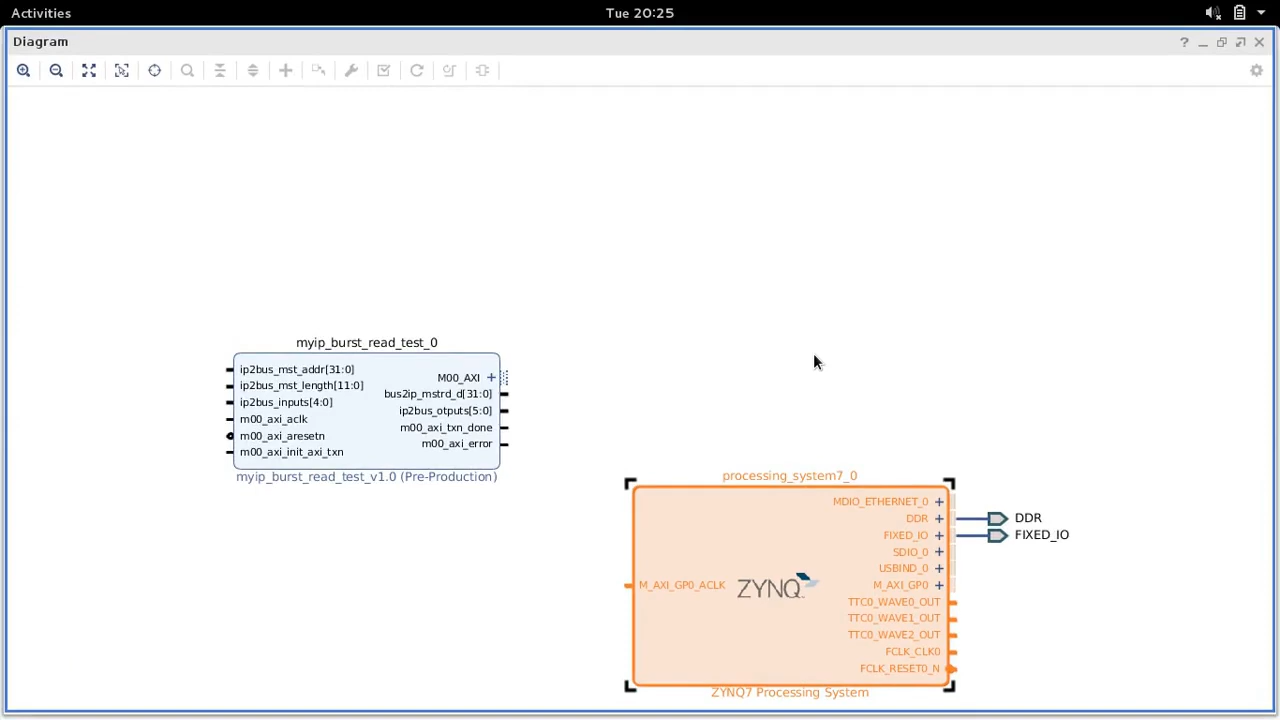 Activities
Tue 20:25
Diagram
myip_burst_read_test_0
ip2bus_mst_addr[31:0]
ip2bus_mst_length[11:0]
ip2bus_inputs[4:0]
m00_axi_aclk
m00_axi_aresetn
m00_axi_init_axi_txn
M00_AXI
bus2ip_mstrd_d[31:0]
ip2bus_otputs[5:0]
m00_axi_txn_done
m00_axi_error
myip_burst_read_test_v1.0 (Pre-Production)
processing_system7_0
M_AXI_GP0_ACLK
ZYNQ
MDIO_ETHERNET_0
DDR
FIXED_IO
SDIO_0
USBIND_0
M_AXI_GP0
TTC0_WAVE0_OUT
TTC0_WAVE1_OUT
TTC0_WAVE2_OUT
FCLK_CLK0
FCLK_RESET0_N
DDR
FIXED_IO
ZYNQ7 Processing System